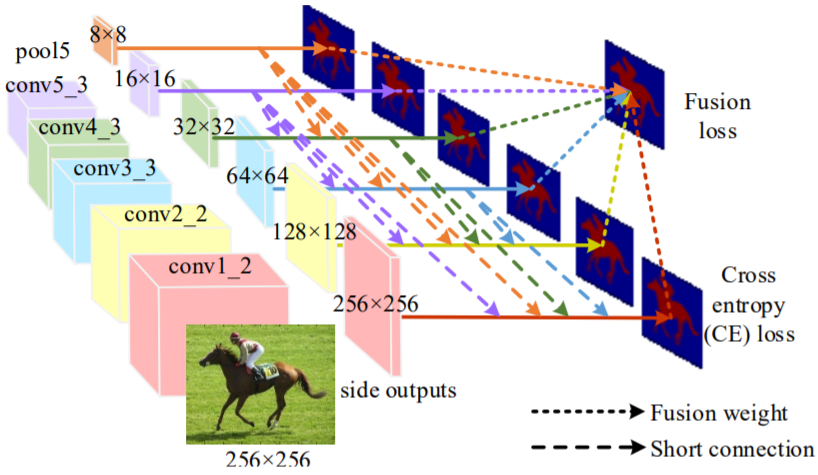 8×8
pool5
16×16
conv5_3
32×32
conv4_3
64×64
conv3_3
128×128
conv2_2
256×256
conv1_2
side outputs
256×256
Fusion
loss
Cross
entropy
(CE) loss
Fusion weight
Short connection